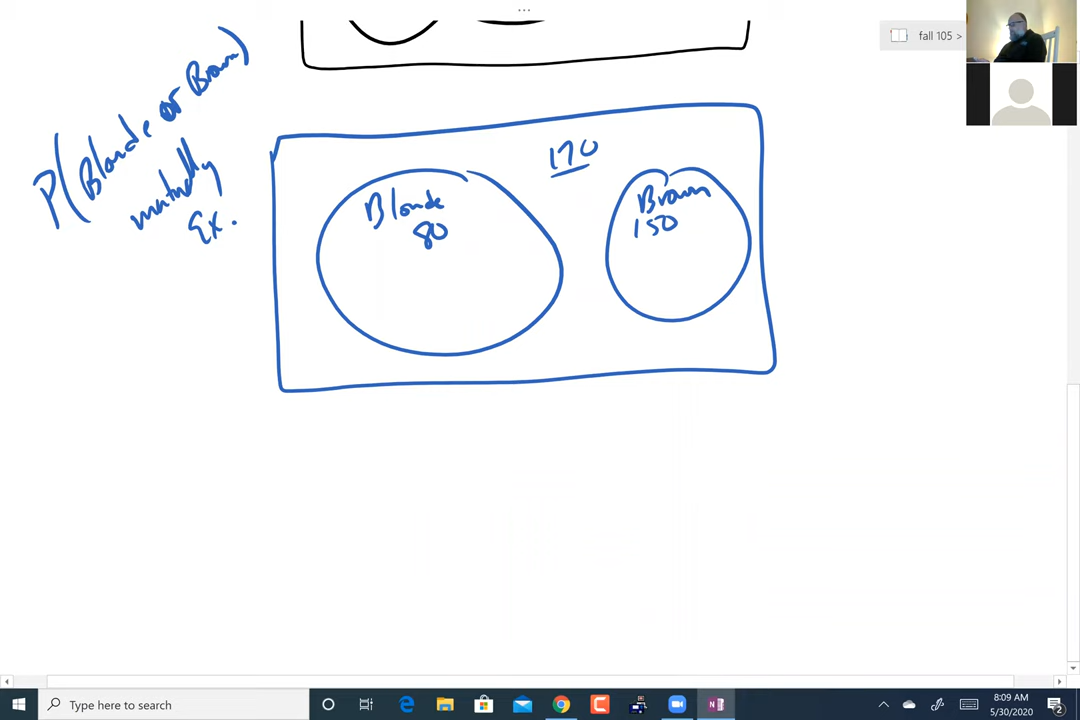 fall 105 >
P(Blonde or Brown)
mutually
Ex.
170
Blonde
80
Brown
150
Type here to search
8:09 AM
5/30/2020
2